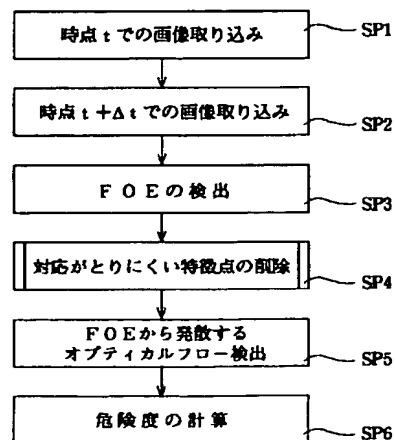 時点tでの画像取り込み
SP1
時点t+Δtでの画像取り込み
SP2
FOEの検出
SP3
対応がとりにくい特徴点の削除
SP4
FOEから発散する
オプティカルフロー検出
SP5
危険度の計算
SP6